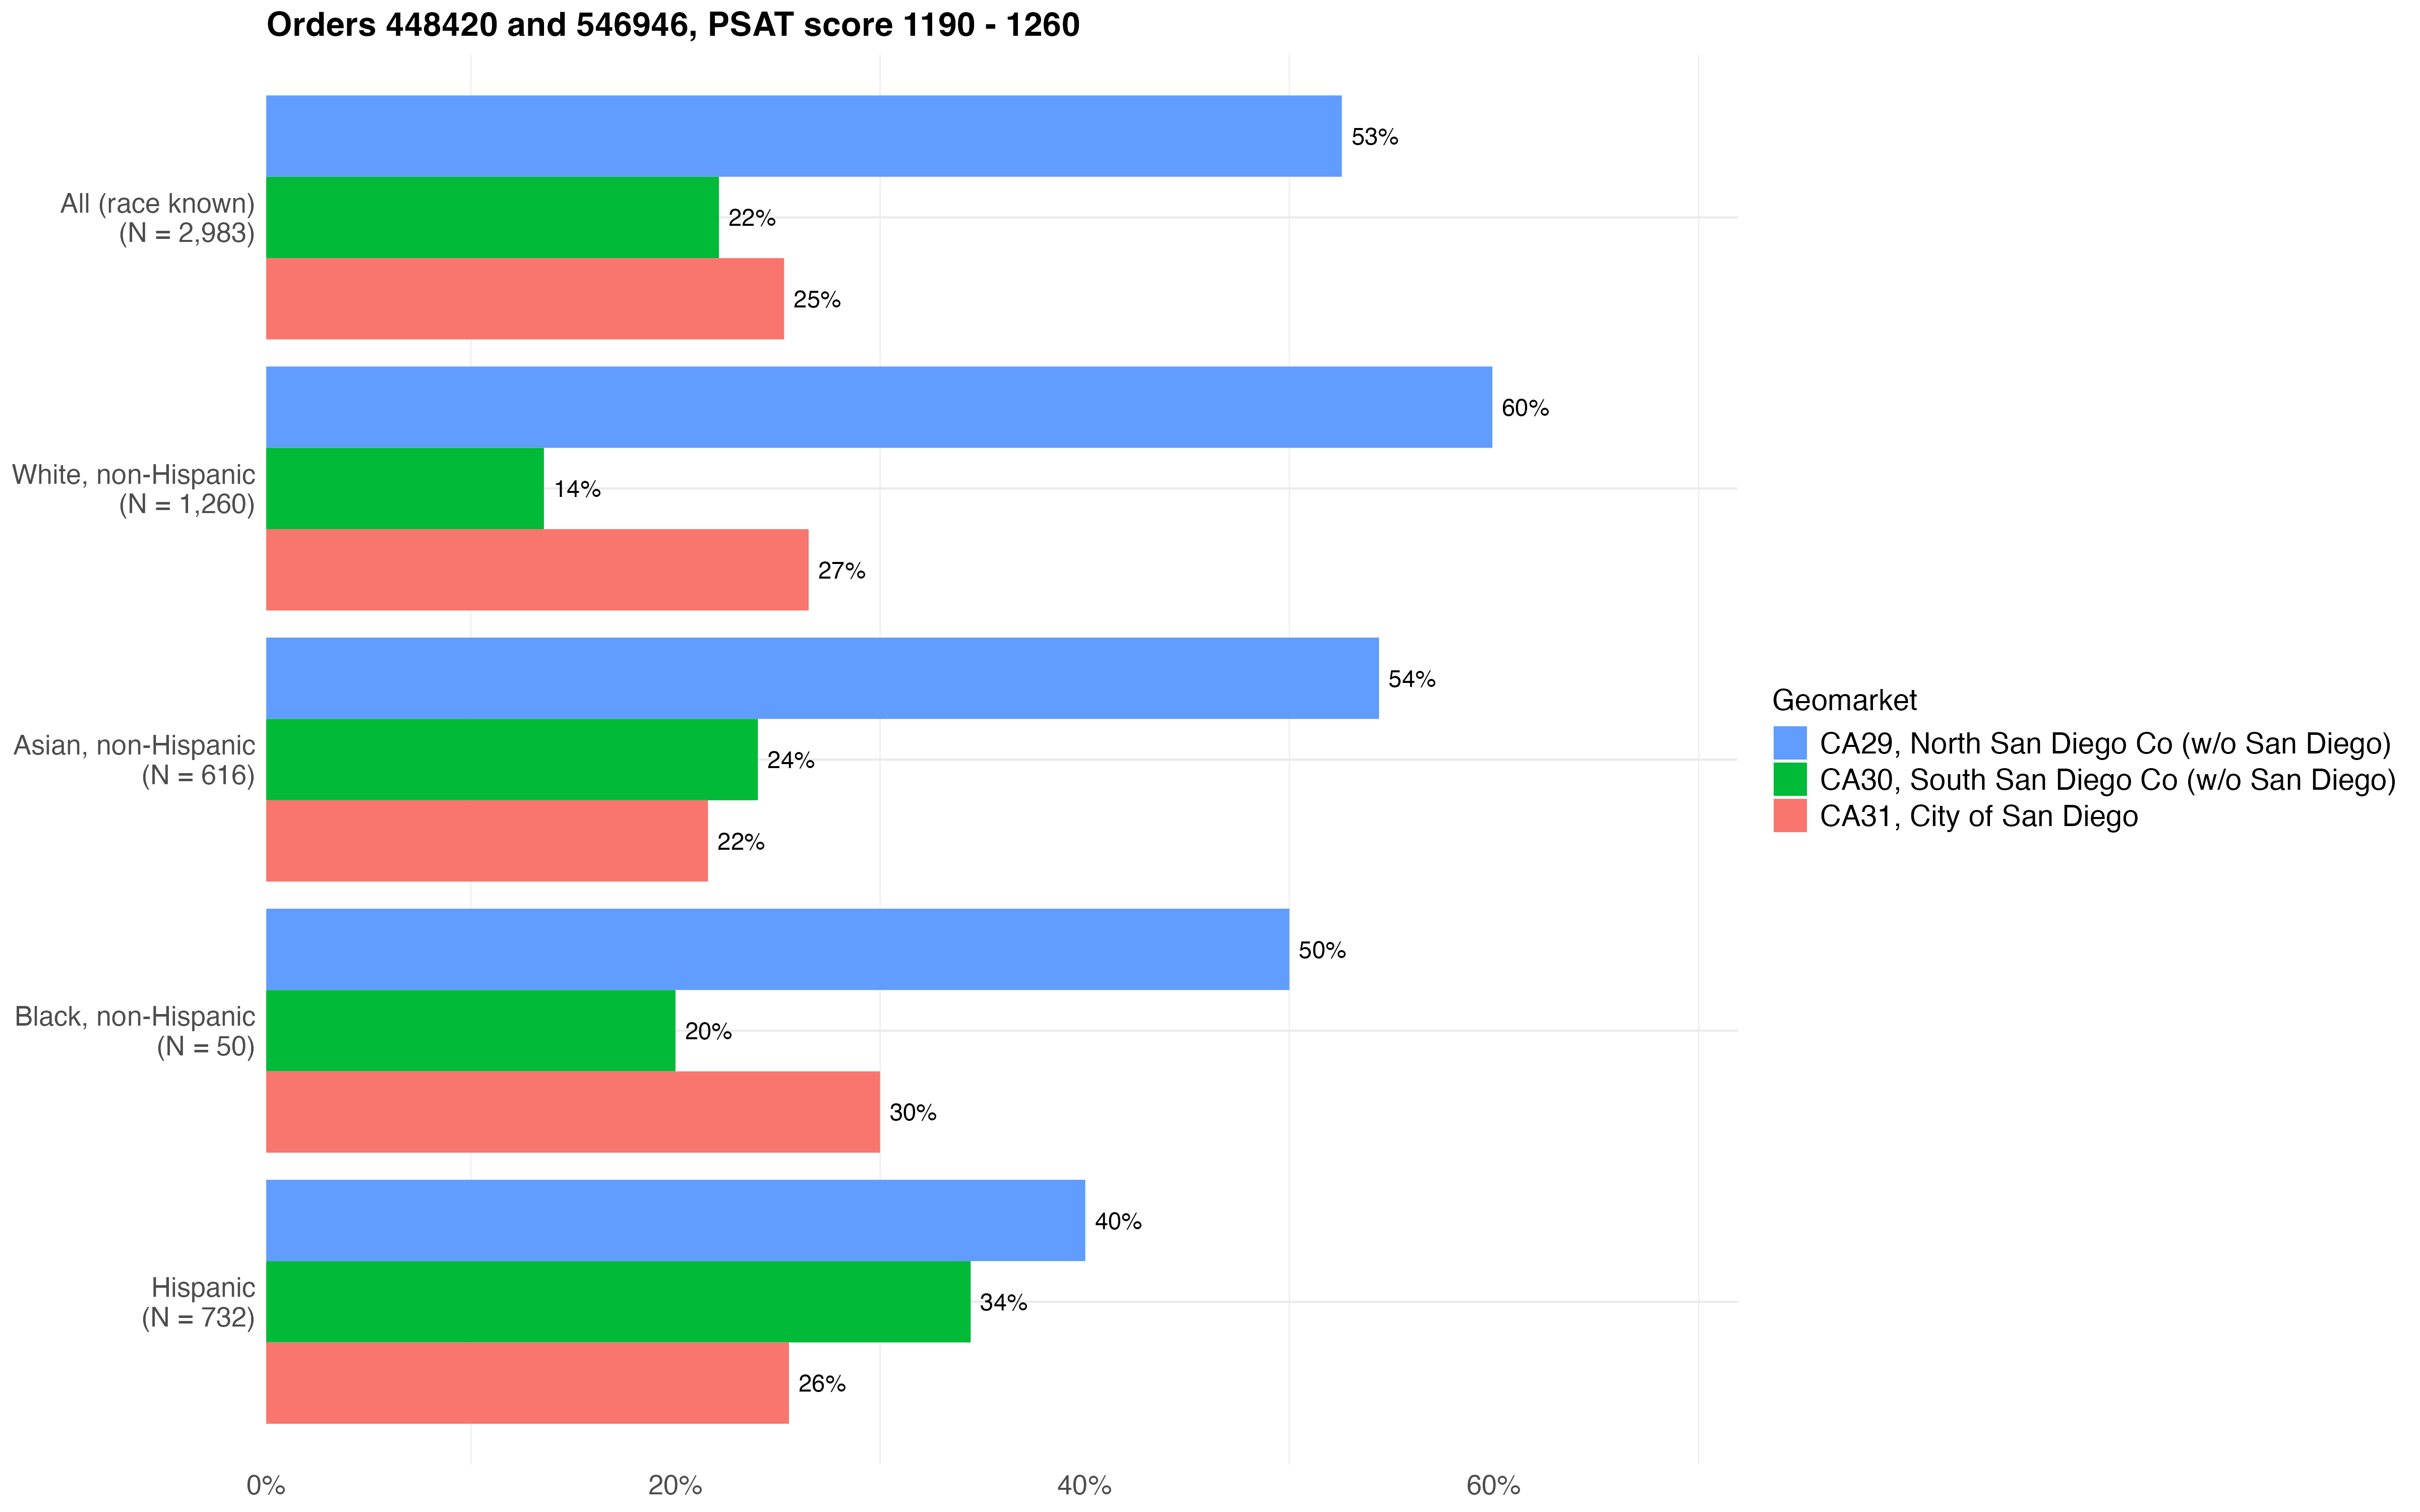 Orders 448420 and 546946, PSAT score 1190 - 1260
All (race known)
(N = 2,983)
53%
22%
25%
White, non-Hispanic
(N = 1,260)
60%
14%
27%
Asian, non-Hispanic
(N = 616)
54%
24%
22%
Black, non-Hispanic
(N = 50)
50%
20%
30%
Hispanic
(N = 732)
40%
34%
26%
0%
20%
40%
60%
Geomarket
CA29, North San Diego Co (w/o San Diego)
CA30, South San Diego Co (w/o San Diego)
CA31, City of San Diego